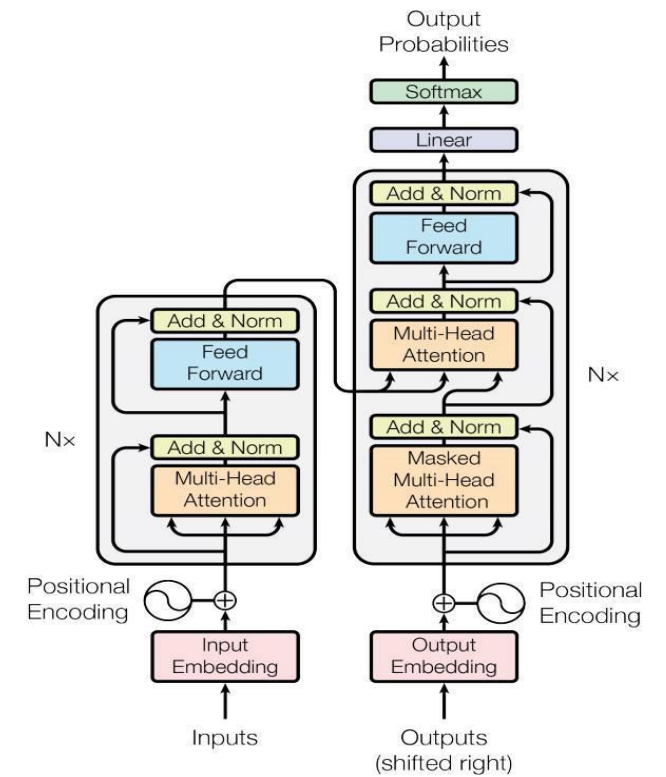 Output
Probabilities
Softmax
Linear
Add & Norm
Feed
Forward
Add & Norm
Multi-Head
Attention
Nx
Add & Norm
Masked
Multi-Head
Attention
Add & Norm
Feed
Forward
Nx
Add & Norm
Multi-Head
Attention
Positional
Encoding
Positional
Encoding
Input
Embedding
Output
Embedding
Inputs
Outputs
(shifted right)